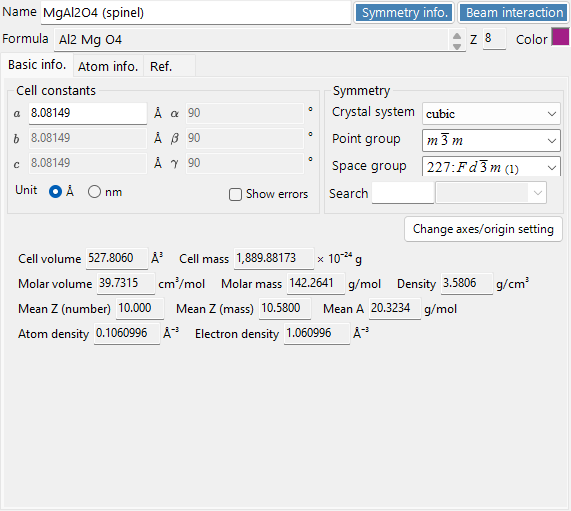 Name MgAl2O4 (spinel) Symmetry info. Beam interaction
Formula Al2 Mg O4 Z 8 Color
Basic info. Atom info. Ref.
Cell constants
a 8.08149 Å α 90 °
b 8.08149 Å β 90 °
c 8.08149 Å γ 90 °
Unit Å nm Show errors
Symmetry
Crystal system cubic
Point group m 3̅ m
Space group 227: F d 3̅ m (1)
Search
Change axes/origin setting
Cell volume 527.8060 Å³ Cell mass 1,889.88173 × 10⁻²⁴ g
Molar volume 39.7315 cm³/mol Molar mass 142.2641 g/mol Density 3.5806 g/cm³
Mean Z (number) 10.000 Mean Z (mass) 10.5800 Mean A 20.3234 g/mol
Atom density 0.1060996 Å⁻³ Electron density 1.060996 Å⁻³